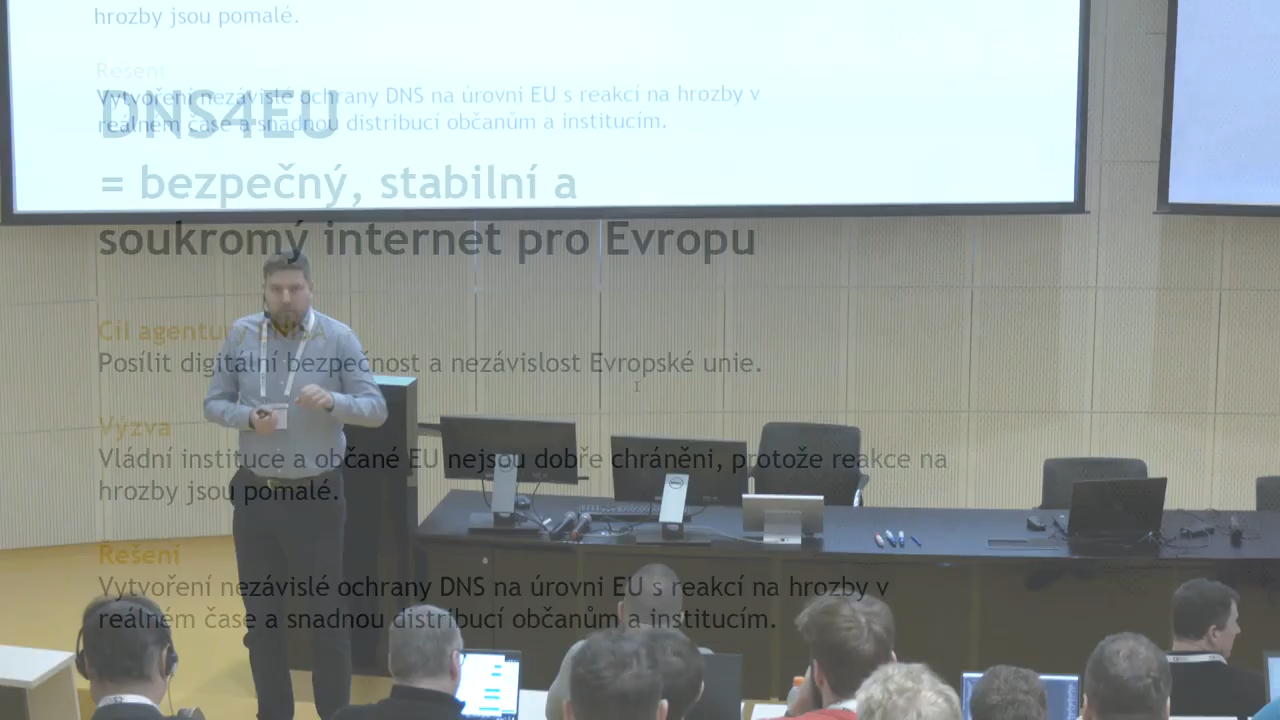 hrozby jsou pomalé.
Řešení
Vytvoření nezávislé ochrany DNS na úrovni EU s reakcí na hrozby v
reálném čase a snadnou distribucí občanům a institucím.
DNS4EU
= bezpečný, stabilní a
soukromý internet pro Evropu
Cíl agentury ENISA
Posílit digitální bezpečnost a nezávislost Evropské unie.
Výzva
Vládní instituce a občané EU nejsou dobře chráněni, protože reakce na
hrozby jsou pomalé.
Řešení
Vytvoření nezávislé ochrany DNS na úrovni EU s reakcí na hrozby v
reálném čase a snadnou distribucí občanům a institucím.